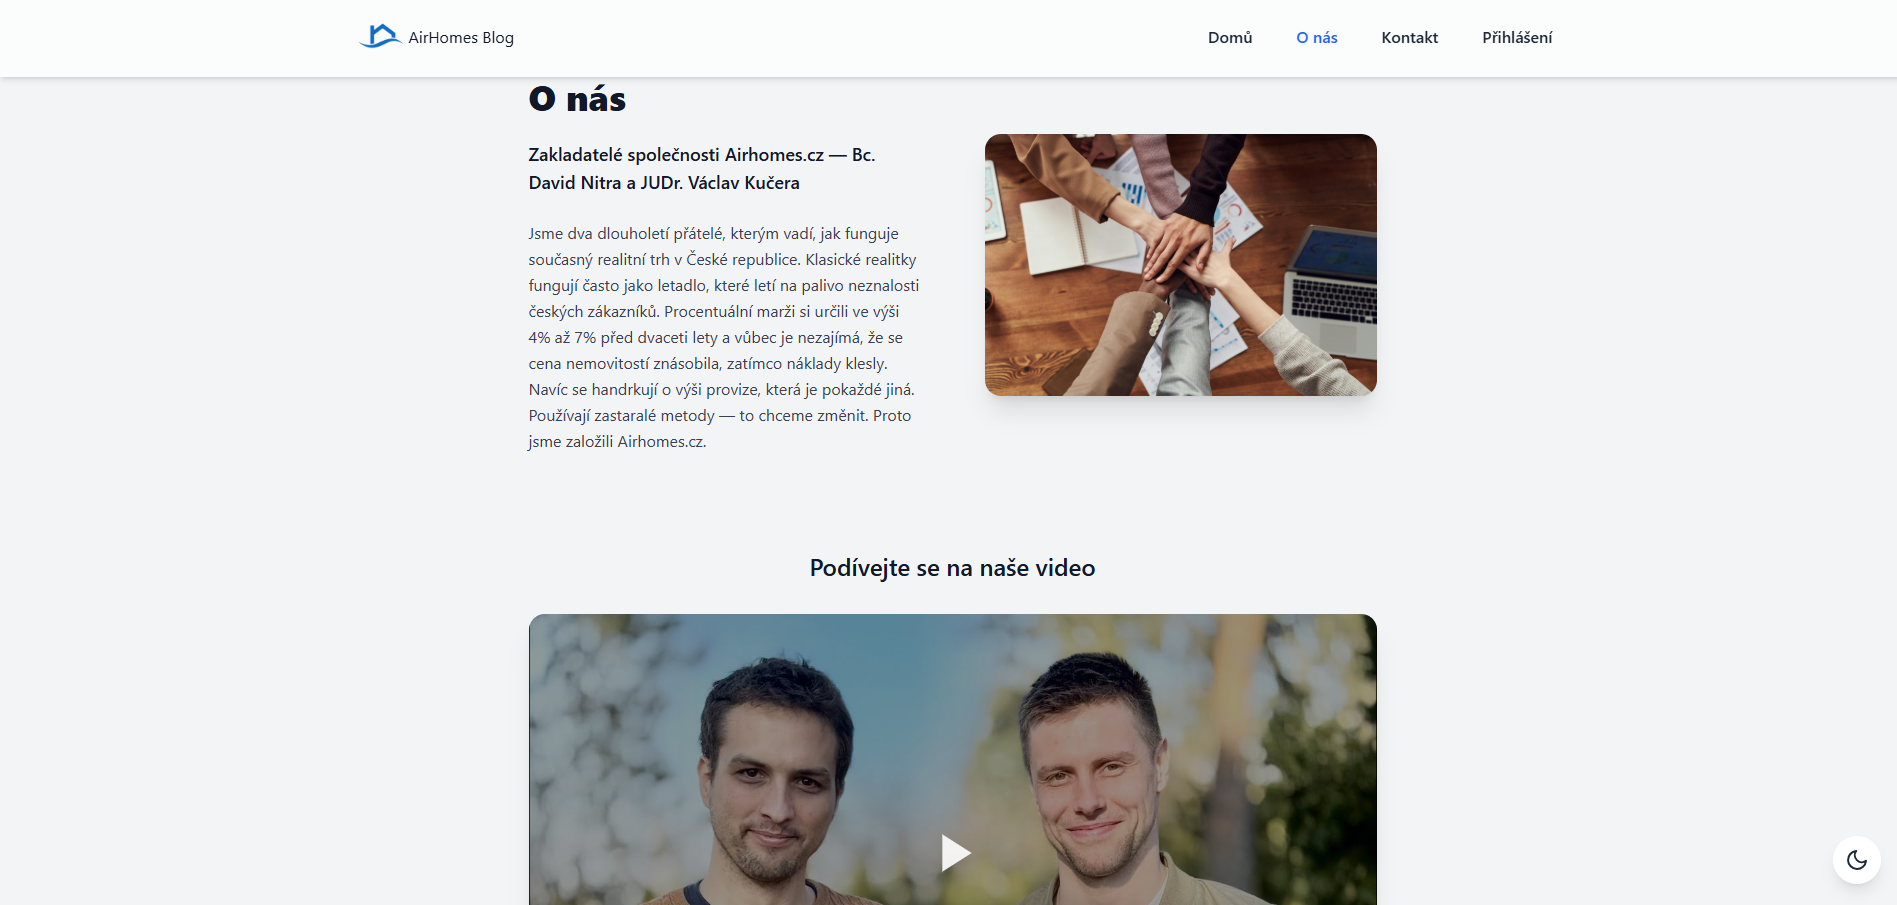 AirHomes Blog
Domů
O nás
Kontakt
Přihlášení
O nás
Zakladatelé společnosti Airhomes.cz — Bc.
David Nitra a JUDr. Václav Kučera
Jsme dva dlouholetí přátelé, kterým vadí, jak funguje
současný realitní trh v České republice. Klasické realitky
fungují často jako letadlo, které letí na palivo neznalosti
českých zákazníků. Procentuální marži si určili ve výši
4% až 7% před dvaceti lety a vůbec je nezajímá, že se
cena nemovitostí znásobila, zatímco náklady klesly.
Navíc se handrkují o výši provize, která je pokaždé jiná.
Používají zastaralé metody — to chceme změnit. Proto
jsme založili Airhomes.cz.
Podívejte se na naše video